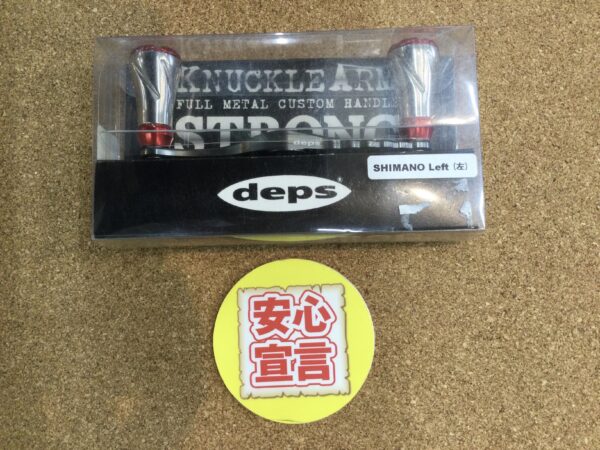 KNUCKLE ARM
FULL METAL CUSTOM HANDLE
STRONG
deps
SHIMANO Left (左)
deps
安心
宣言